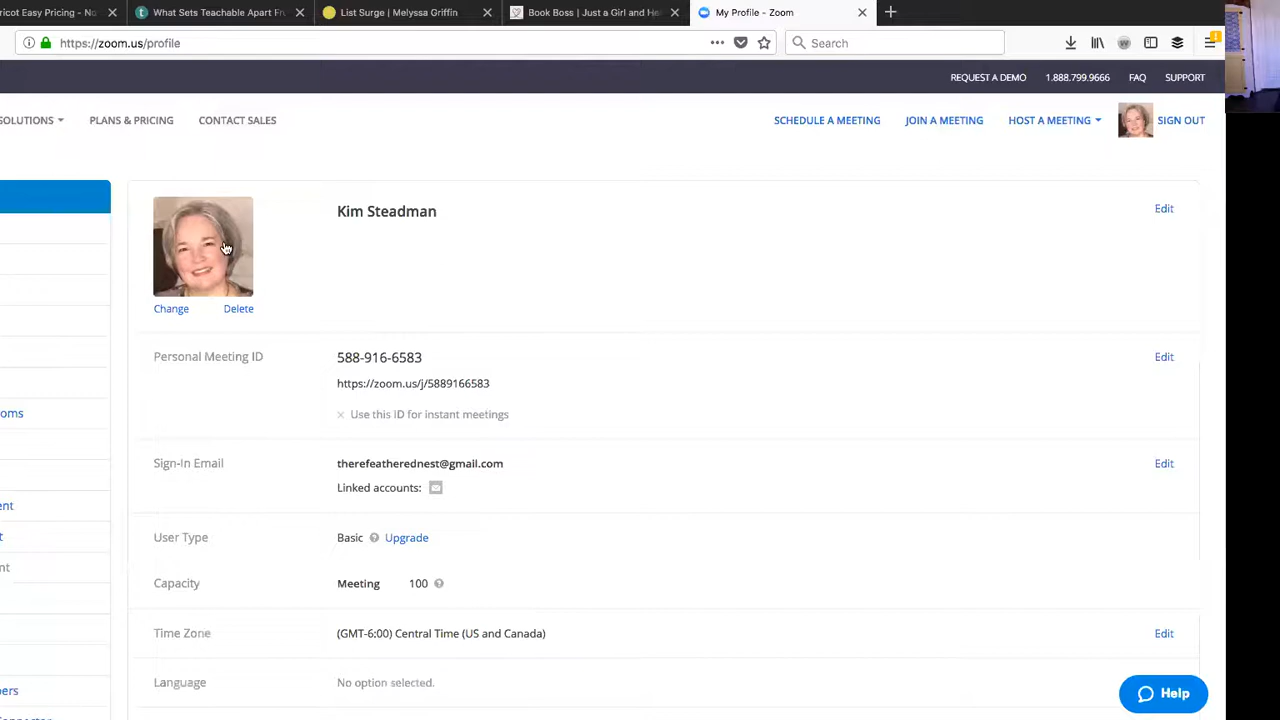 ricot Easy Pricing - No
What Sets Teachable Apart Fr
List Surge | Melyssa Griffin
Book Boss | Just a Girl and He
My Profile - Zoom
https://zoom.us/profile
Search
REQUEST A DEMO 1.888.799.9666 FAQ SUPPORT
SOLUTIONS PLANS & PRICING CONTACT SALES SCHEDULE A MEETING JOIN A MEETING HOST A MEETING SIGN OUT
Kim Steadman Edit
Change Delete
Personal Meeting ID 588-916-6583 Edit
https://zoom.us/j/5889166583
Use this ID for instant meetings
oms
Sign-In Email therefeatherednest@gmail.com Edit
Linked accounts:
ent
User Type Basic Upgrade
t
nt
Capacity Meeting 100
Time Zone (GMT-6:00) Central Time (US and Canada) Edit
Language No option selected.
bers
Help